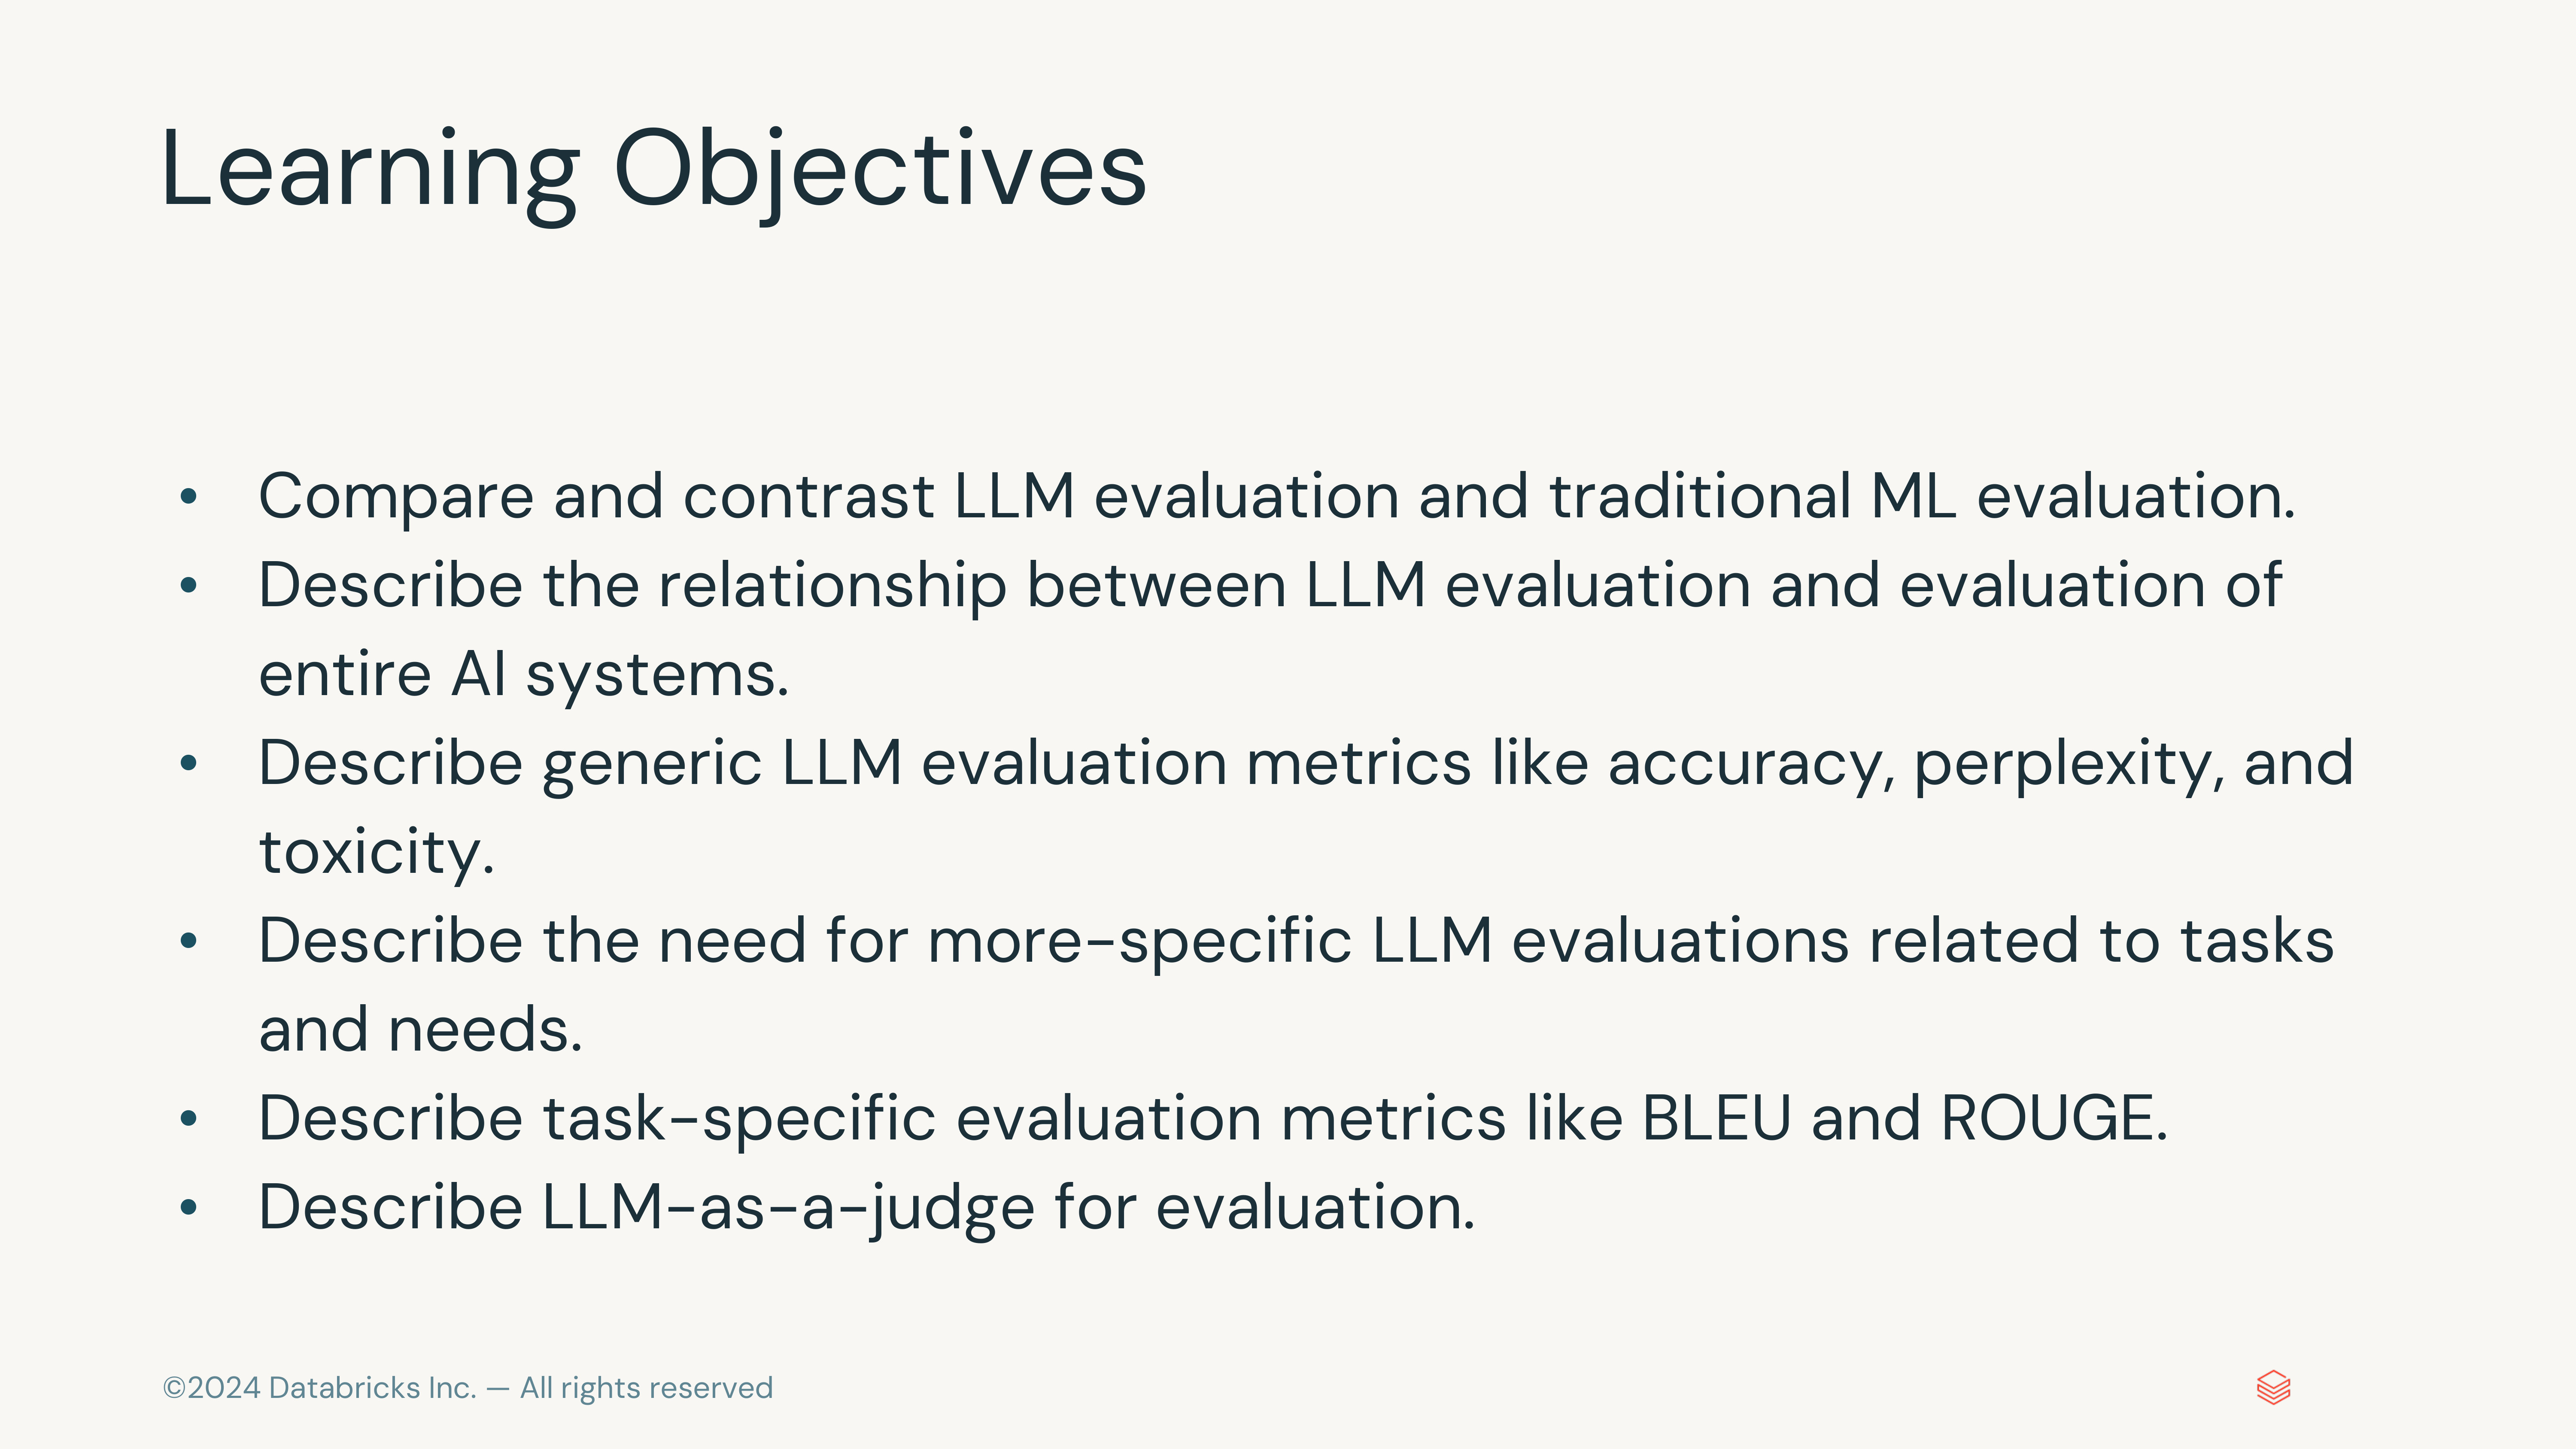 Learning Objectives
• Compare and contrast LLM evaluation and traditional ML evaluation.
• Describe the relationship between LLM evaluation and evaluation of
entire AI systems.
• Describe generic LLM evaluation metrics like accuracy, perplexity, and
toxicity.
• Describe the need for more-specific LLM evaluations related to tasks
and needs.
• Describe task-specific evaluation metrics like BLEU and ROUGE.
• Describe LLM-as-a-judge for evaluation.
©2024 Databricks Inc. — All rights reserved